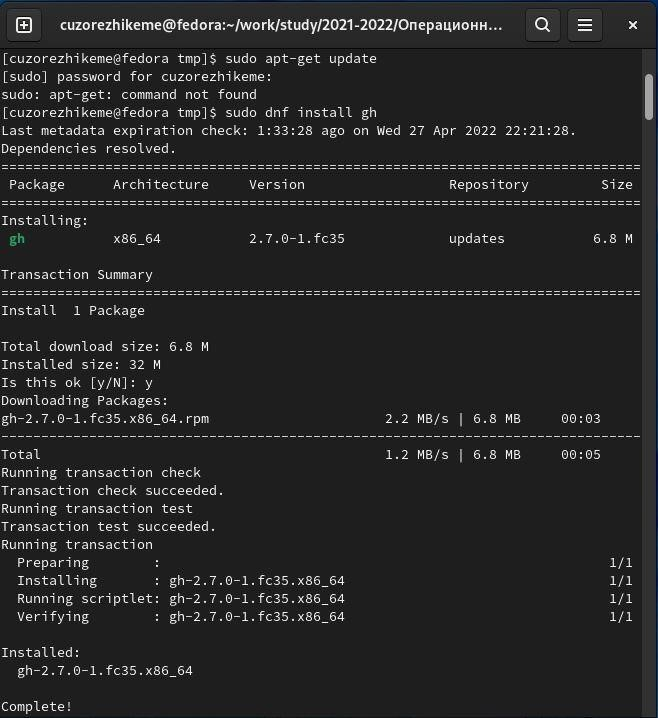 cuzorezhikeme@fedora:~/work/study/2021-2022/Операционн...
[cuzorezhikeme@fedora tmp]$ sudo apt-get update
[sudo] password for cuzorezhikeme:
sudo: apt-get: command not found
[cuzorezhikeme@fedora tmp]$ sudo dnf install gh
Last metadata expiration check: 1:33:28 ago on Wed 27 Apr 2022 22:21:28.
Dependencies resolved.
================================================================================
 Package      Architecture     Version                  Repository         Size
================================================================================
Installing:
 gh           x86_64           2.7.0-1.fc35             updates           6.8 M

Transaction Summary
================================================================================
Install  1 Package

Total download size: 6.8 M
Installed size: 32 M
Is this ok [y/N]: y
Downloading Packages:
gh-2.7.0-1.fc35.x86_64.rpm                      2.2 MB/s | 6.8 MB     00:03
--------------------------------------------------------------------------------
Total                                           1.2 MB/s | 6.8 MB     00:05
Running transaction check
Transaction check succeeded.
Running transaction test
Transaction test succeeded.
Running transaction
  Preparing        :                                                        1/1
  Installing       : gh-2.7.0-1.fc35.x86_64                                 1/1
  Running scriptlet: gh-2.7.0-1.fc35.x86_64                                 1/1
  Verifying        : gh-2.7.0-1.fc35.x86_64                                 1/1

Installed:
  gh-2.7.0-1.fc35.x86_64

Complete!